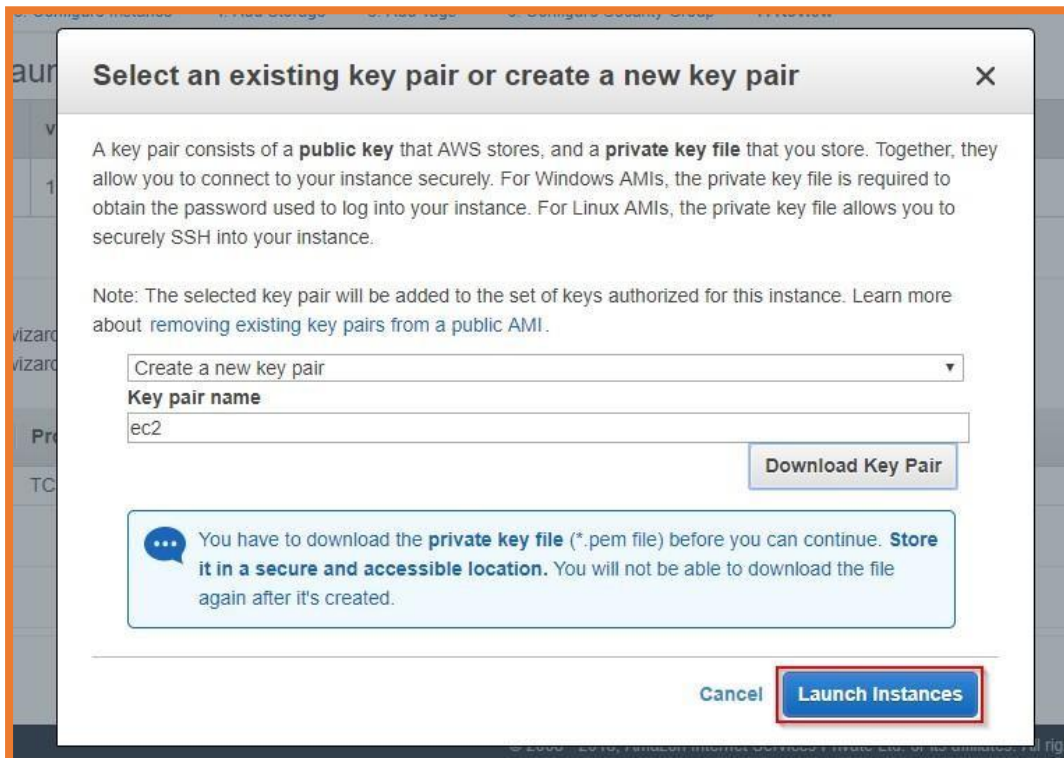 Select an existing key pair or create a new key pair
A key pair consists of a public key that AWS stores, and a private key file that you store. Together, they
allow you to connect to your instance securely. For Windows AMIs, the private key file is required to
obtain the password used to log into your instance. For Linux AMIs, the private key file allows you to
securely SSH into your instance.
Note: The selected key pair will be added to the set of keys authorized for this instance. Learn more
about removing existing key pairs from a public AMI.
Create a new key pair
Key pair name
ec2
Download Key Pair
You have to download the private key file (*.pem file) before you can continue. Store
it in a secure and accessible location. You will not be able to download the file
again after it's created.
Cancel Launch Instances